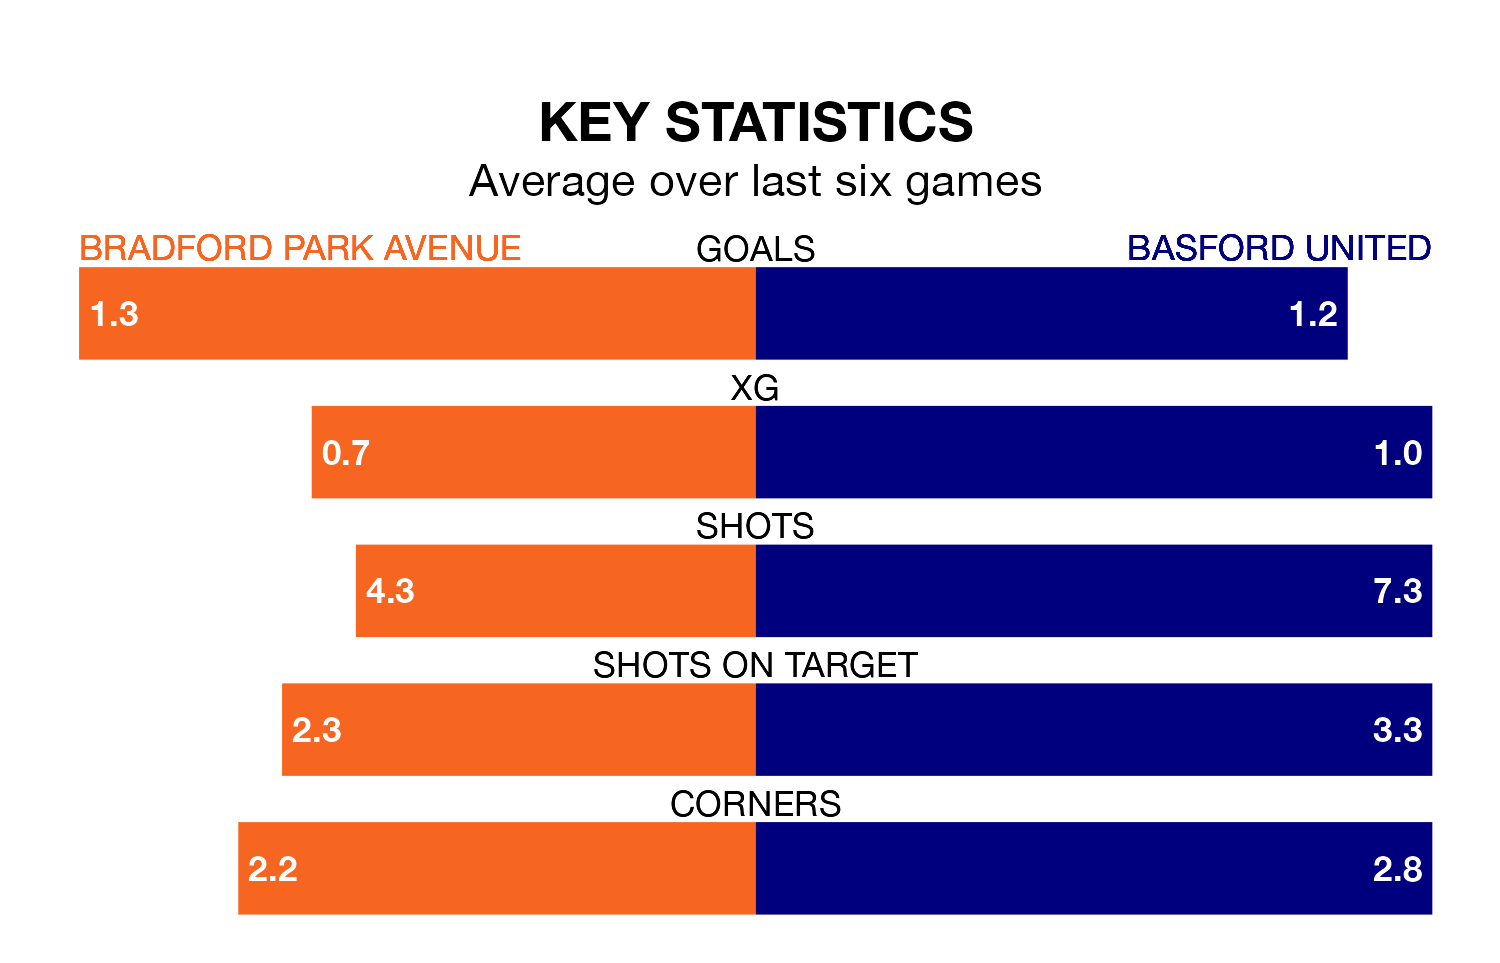 KEY STATISTICS
Average over last six games
BRADFORD PARK AVENUE GOALS BASFORD UNITED
1.3 1.2
XG
0.7 1.0
SHOTS
4.3 7.3
SHOTS ON TARGET
2.3 3.3
CORNERS
2.2 2.8